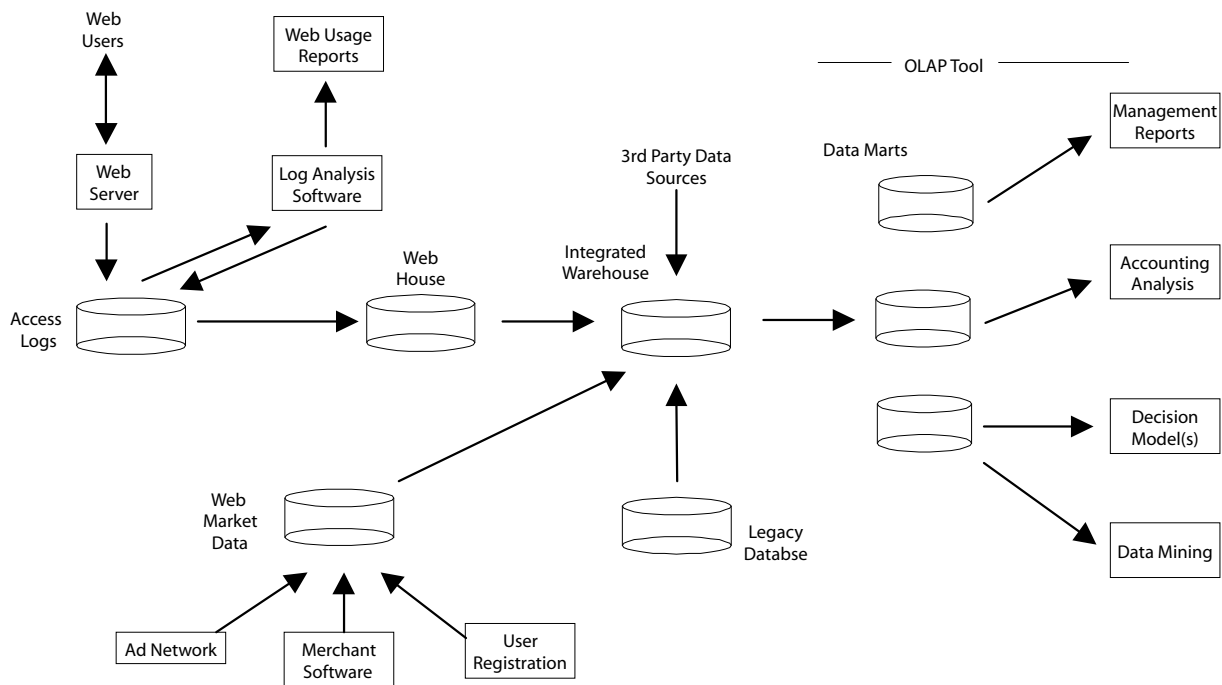 Web
Users
Web Usage
Reports
OLAP Tool
Management
Reports
Web
Server
Log Analysis
Software
3rd Party Data
Sources
Data Marts
Web
House
Integrated
Warehouse
Accounting
Analysis
Access
Logs
Decision
Model(s)
Web
Market
Data
Legacy
Databse
Data Mining
Ad Network
Merchant
Software
User
Registration